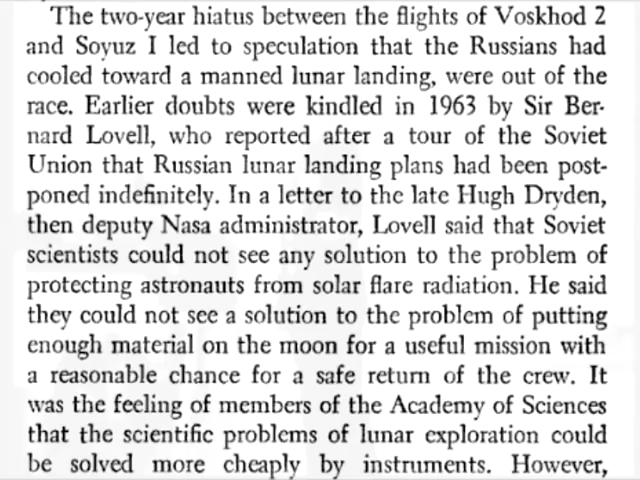 The two-year hiatus between the flights of Voskhod 2
and Soyuz I led to speculation that the Russians had
cooled toward a manned lunar landing, were out of the
race. Earlier doubts were kindled in 1963 by Sir Ber-
nard Lovell, who reported after a tour of the Soviet
Union that Russian lunar landing plans had been post-
poned indefinitely. In a letter to the late Hugh Dryden,
then deputy Nasa administrator, Lovell said that Soviet
scientists could not see any solution to the problem of
protecting astronauts from solar flare radiation. He said
they could not see a solution to the problem of putting
enough material on the moon for a useful mission with
a reasonable chance for a safe return of the crew. It
was the feeling of members of the Academy of Sciences
that the scientific problems of lunar exploration could
be solved more cheaply by instruments. However,